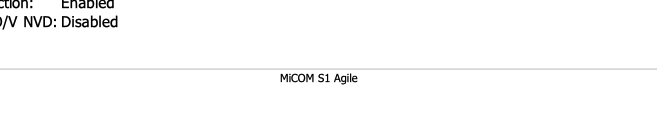 ction: Enabled
O/V NVD: Disabled
MiCOM S1 Agile